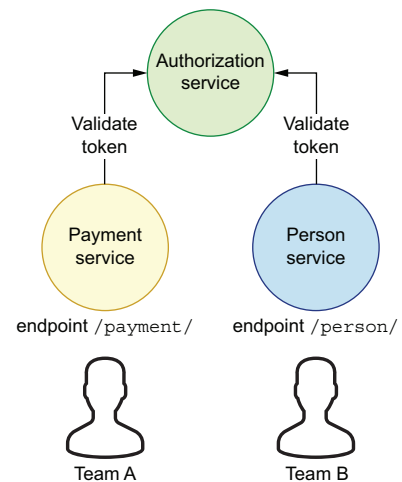 Authorization
service
Validate
token
Validate
token
Payment
service
Person
service
endpoint /payment/
endpoint /person/
Team A
Team B